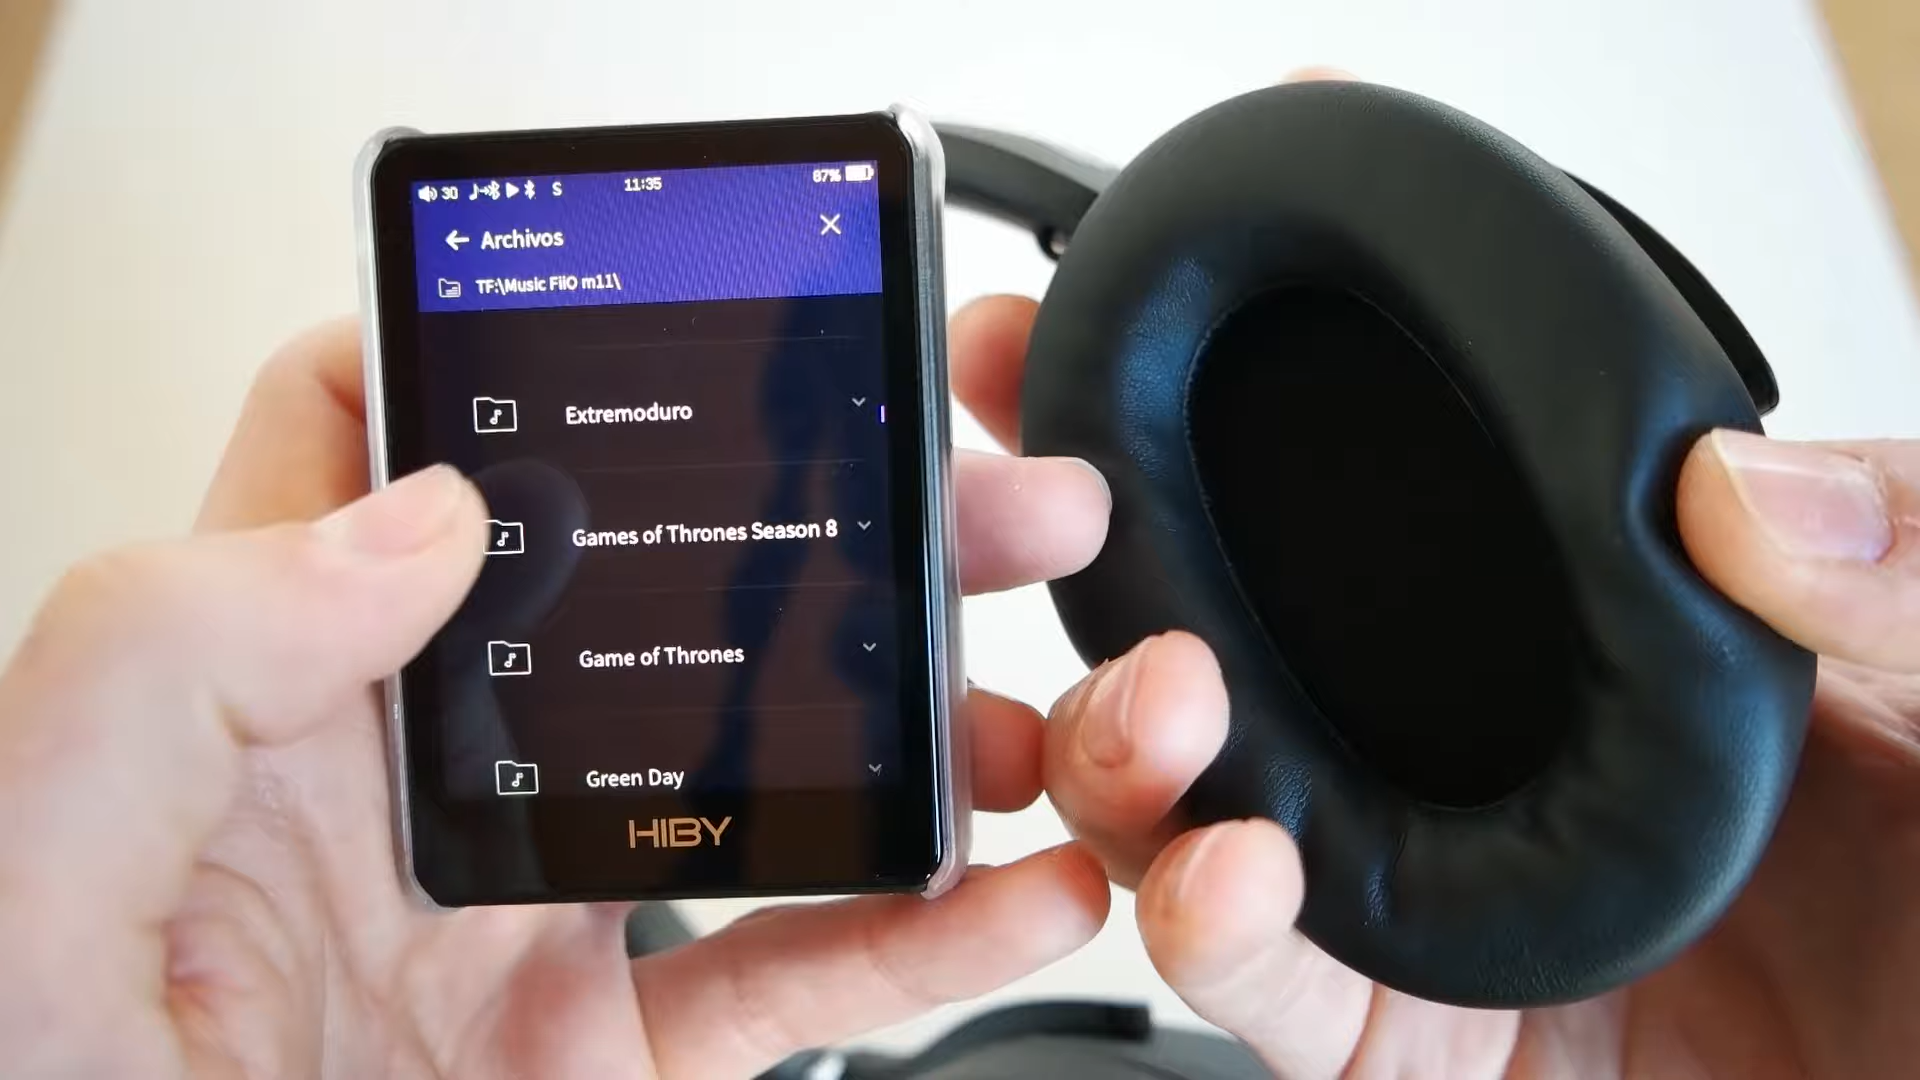 30 S 11:35 87%
Archivos
TF:\Music FiiO m11\
Extremoduro
Games of Thrones Season 8
Game of Thrones
Green Day
HIBY